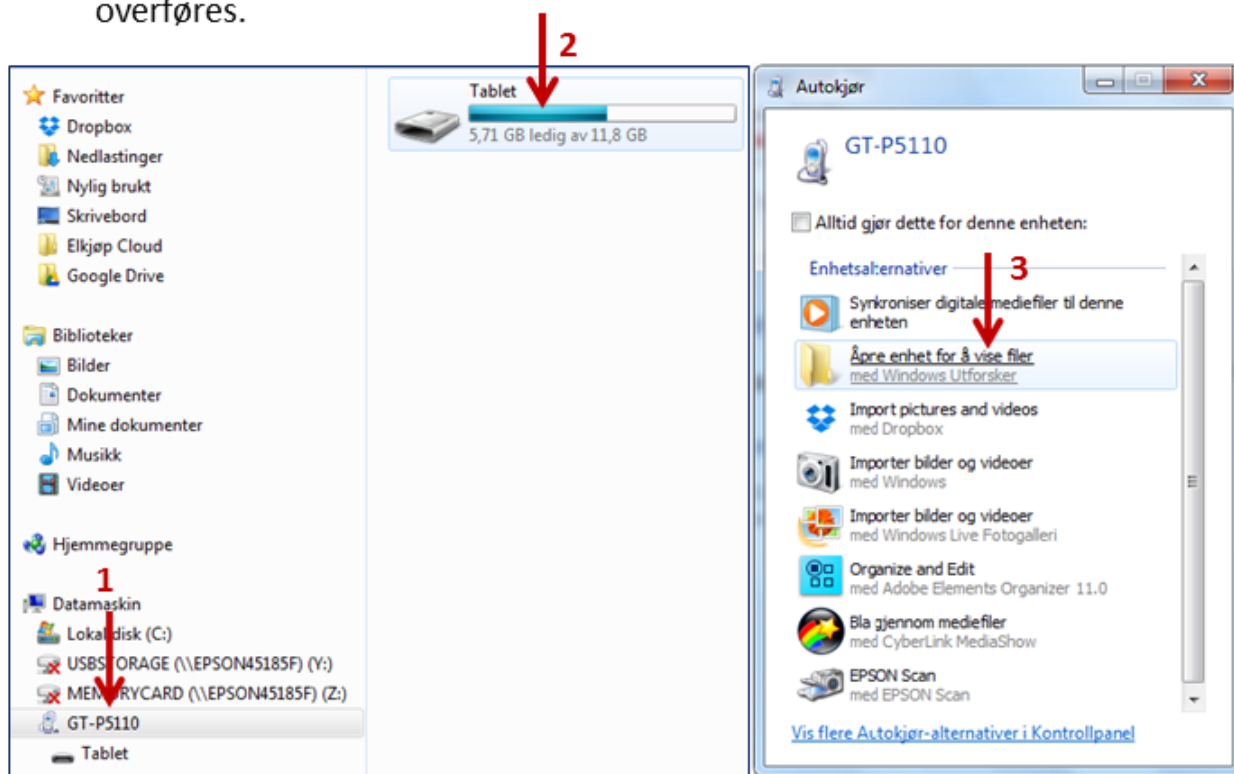 overføres.
2
Favoritter
Dropbox
Nedlastinger
Nylig brukt
Skrivebord
Elkjøp Cloud
Google Drive
Biblioteker
Bilder
Dokumenter
Mine dokumenter
Musikk
Videoer
Hjemmegruppe
1
Datamaskin
Lokal disk (C:)
USBSTORAGE (\\EPSON45185F) (Y:)
MEMORYCARD (\\EPSON45185F) (Z:)
GT-P5110
Tablet
Tablet
5,71 GB ledig av 11,8 GB
Autokjør
GT-P5110
Alltid gjør dette for denne enheten:
Enhetsalternativer
3
Synkroniser digitale mediefiler til denne
enheten
Åpne enhet for å vise filer
med Windows Utforsker
Import pictures and videos
med Dropbox
Importer bilder og videoer
med Windows
Importer bilder og videoer
med Windows Live Fotogalleri
Organize and Edit
med Adobe Elements Organizer 11.0
Bla gjennom mediefiler
med CyberLink MediaShow
EPSON Scan
med EPSON Scan
Vis flere Autokjør-alternativer i Kontrollpanel